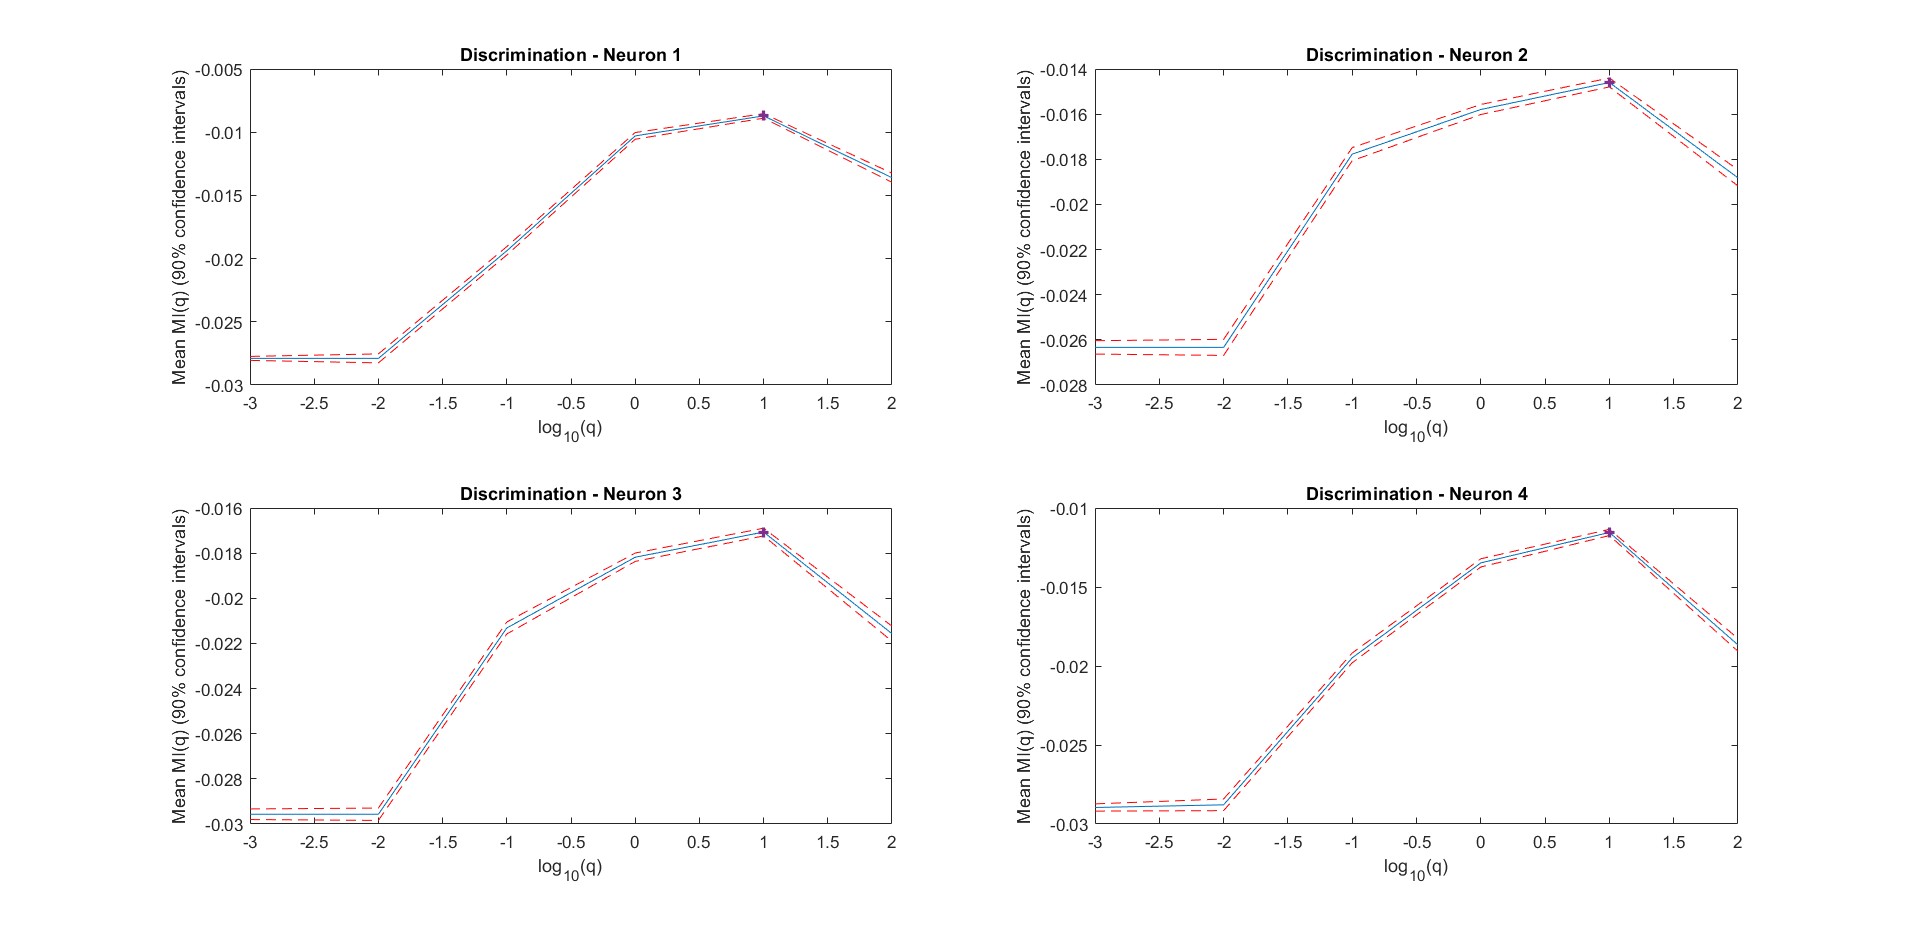 Discrimination - Neuron 1
Mean MI(q) (90% confidence intervals)
-0.005
-0.01
-0.015
-0.02
-0.025
-0.03
-3 -2.5 -2 -1.5 -1 -0.5 0 0.5 1 1.5 2
log10(q)
Discrimination - Neuron 2
Mean MI(q) (90% confidence intervals)
-0.014
-0.016
-0.018
-0.02
-0.022
-0.024
-0.026
-0.028
-3 -2.5 -2 -1.5 -1 -0.5 0 0.5 1 1.5 2
log10(q)
Discrimination - Neuron 3
Mean MI(q) (90% confidence intervals)
-0.016
-0.018
-0.02
-0.022
-0.024
-0.026
-0.028
-0.03
-3 -2.5 -2 -1.5 -1 -0.5 0 0.5 1 1.5 2
log10(q)
Discrimination - Neuron 4
Mean MI(q) (90% confidence intervals)
-0.01
-0.015
-0.02
-0.025
-0.03
-3 -2.5 -2 -1.5 -1 -0.5 0 0.5 1 1.5 2
log10(q)